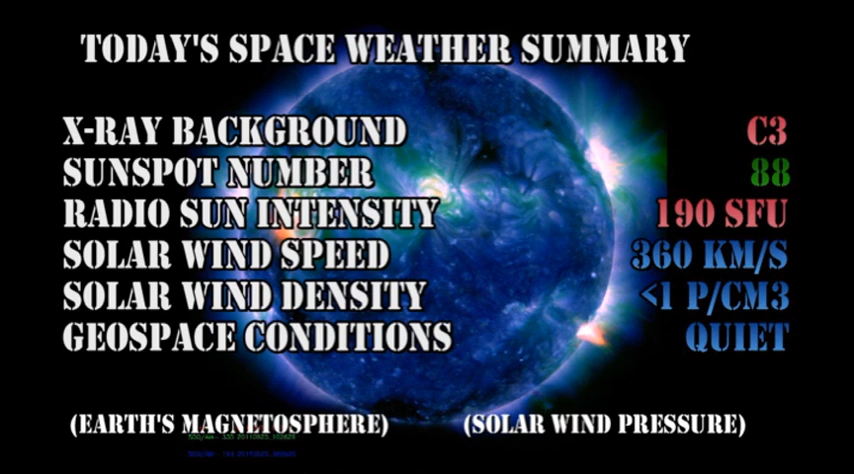 TODAY'S SPACE WEATHER SUMMARY
X-RAY BACKGROUND C3
SUNSPOT NUMBER 88
RADIO SUN INTENSITY 190 SFU
SOLAR WIND SPEED 360 KM/S
SOLAR WIND DENSITY <1 P/CM3
GEOSPACE CONDITIONS QUIET
(EARTH'S MAGNETOSPHERE) (SOLAR WIND PRESSURE)